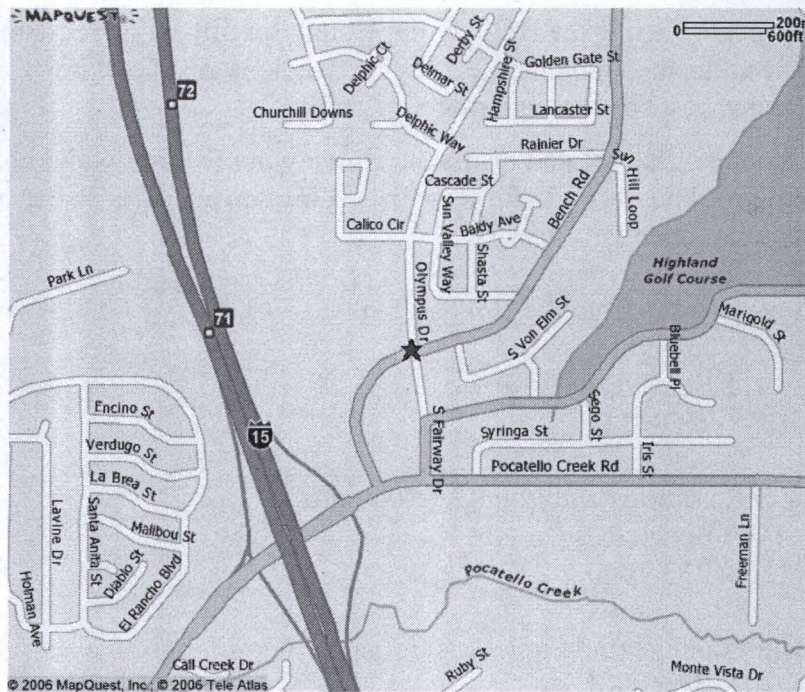 MAPQUEST
0 200m
600ft
72
Delphic Ct
Derby St
Delmar St
Hampshire St
Golden Gate St
Churchill Downs
Lancaster St
Delphic Way
Rainier Dr
Sun Hill Loop
Cascade St
Bench Rd
Calico Cir
Sun Valley Way
Baldy Ave
Shasta St
Highland
Golf Course
Park Ln
Olympus Dr
71
S Von Elm St
Marigold St
Bluebell Pl
Encino St
15
S Fairway Dr
Sego St
Verdugo St
Syringa St
Iris St
La Brea St
Pocatello Creek Rd
Lavine Dr
Santa Anita St
Malibou St
Freeman Ln
Diablo St
El Rancho Blvd
Holman Ave
Pocatello Creek
Call Creek Dr
Ruby St
Monte Vista Dr
© 2006 MapQuest, Inc.; © 2006 Tele Atlas